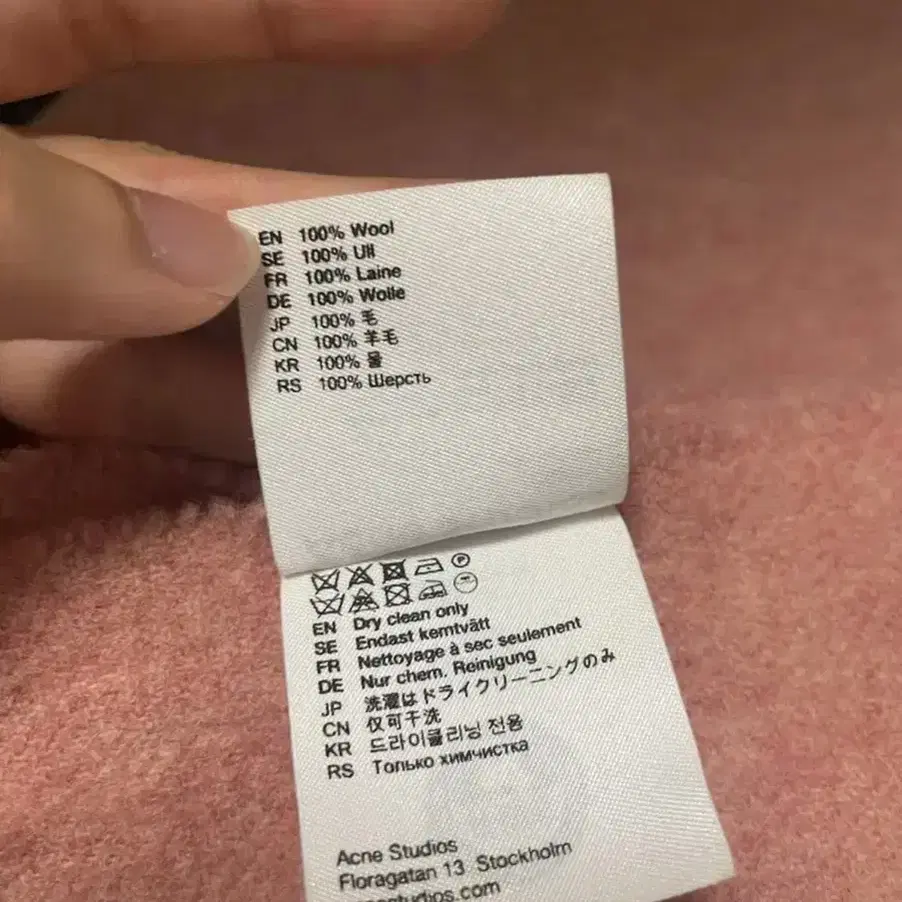 EN 100% Wool
SE 100% Ull
FR 100% Laine
DE 100% Wolle
JP 100% 毛
CN 100% 羊毛
KR 100% 울
RS 100% Шерсть
EN Dry clean only
SE Endast kemtvätt
FR Nettoyage à sec seulement
DE Nur chem. Reinigung
JP 洗濯はドライクリーニングのみ
CN 仅可干洗
KR 드라이클리닝 전용
RS Только химчистка
Acne Studios
Floragatan 13 Stockholm